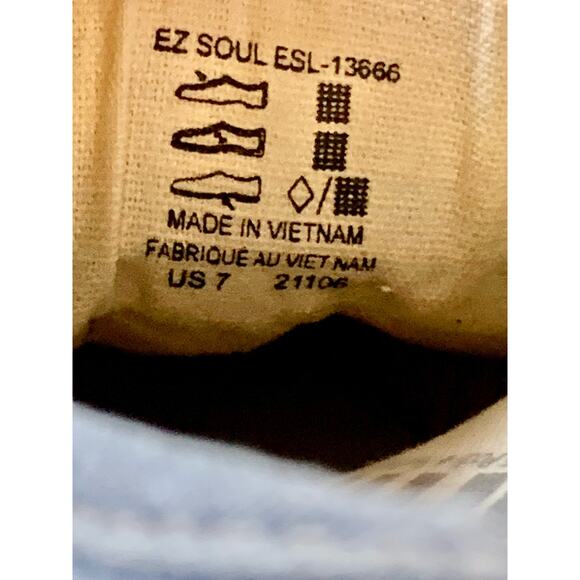 EZ SOUL ESL-13666
MADE IN VIETNAM
FABRIQUÉ AU VIET NAM
US 7 21106